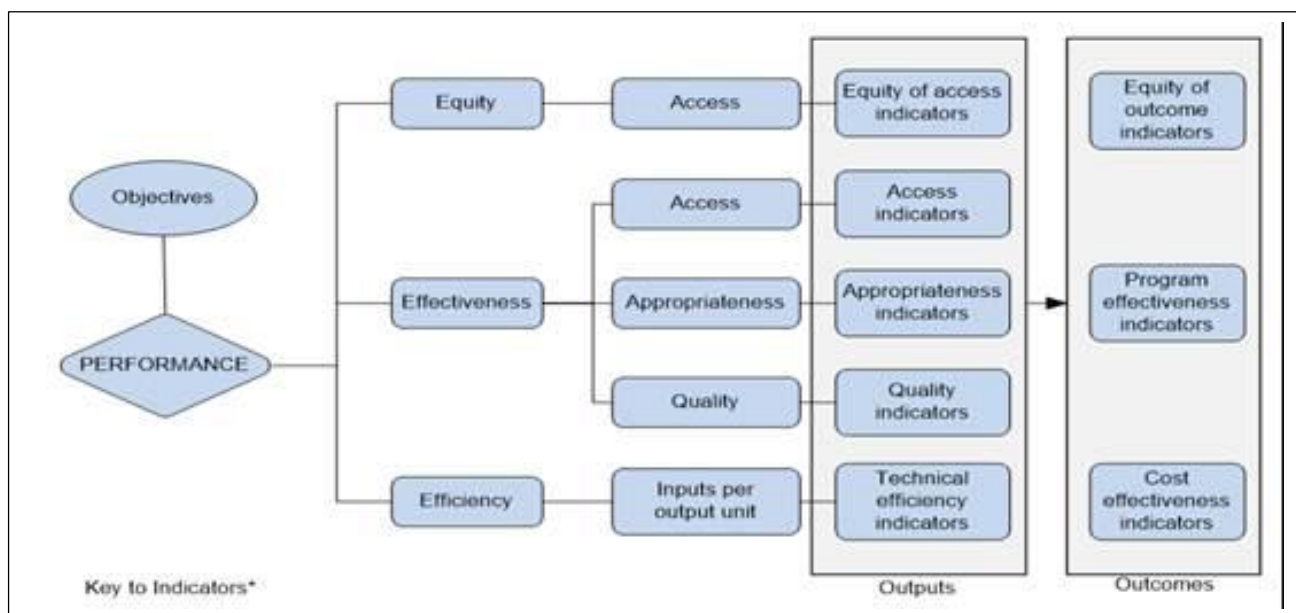 Objectives
PERFORMANCE
Equity
Access
Equity of access
indicators
Equity of
outcome
indicators
Access
Access
indicators
Effectiveness
Appropriateness
Appropriateness
indicators
Program
effectiveness
indicators
Quality
Quality
indicators
Efficiency
Inputs per
output unit
Technical
efficiency
indicators
Cost
effectiveness
indicators
Key to Indicators*
Outputs
Outcomes